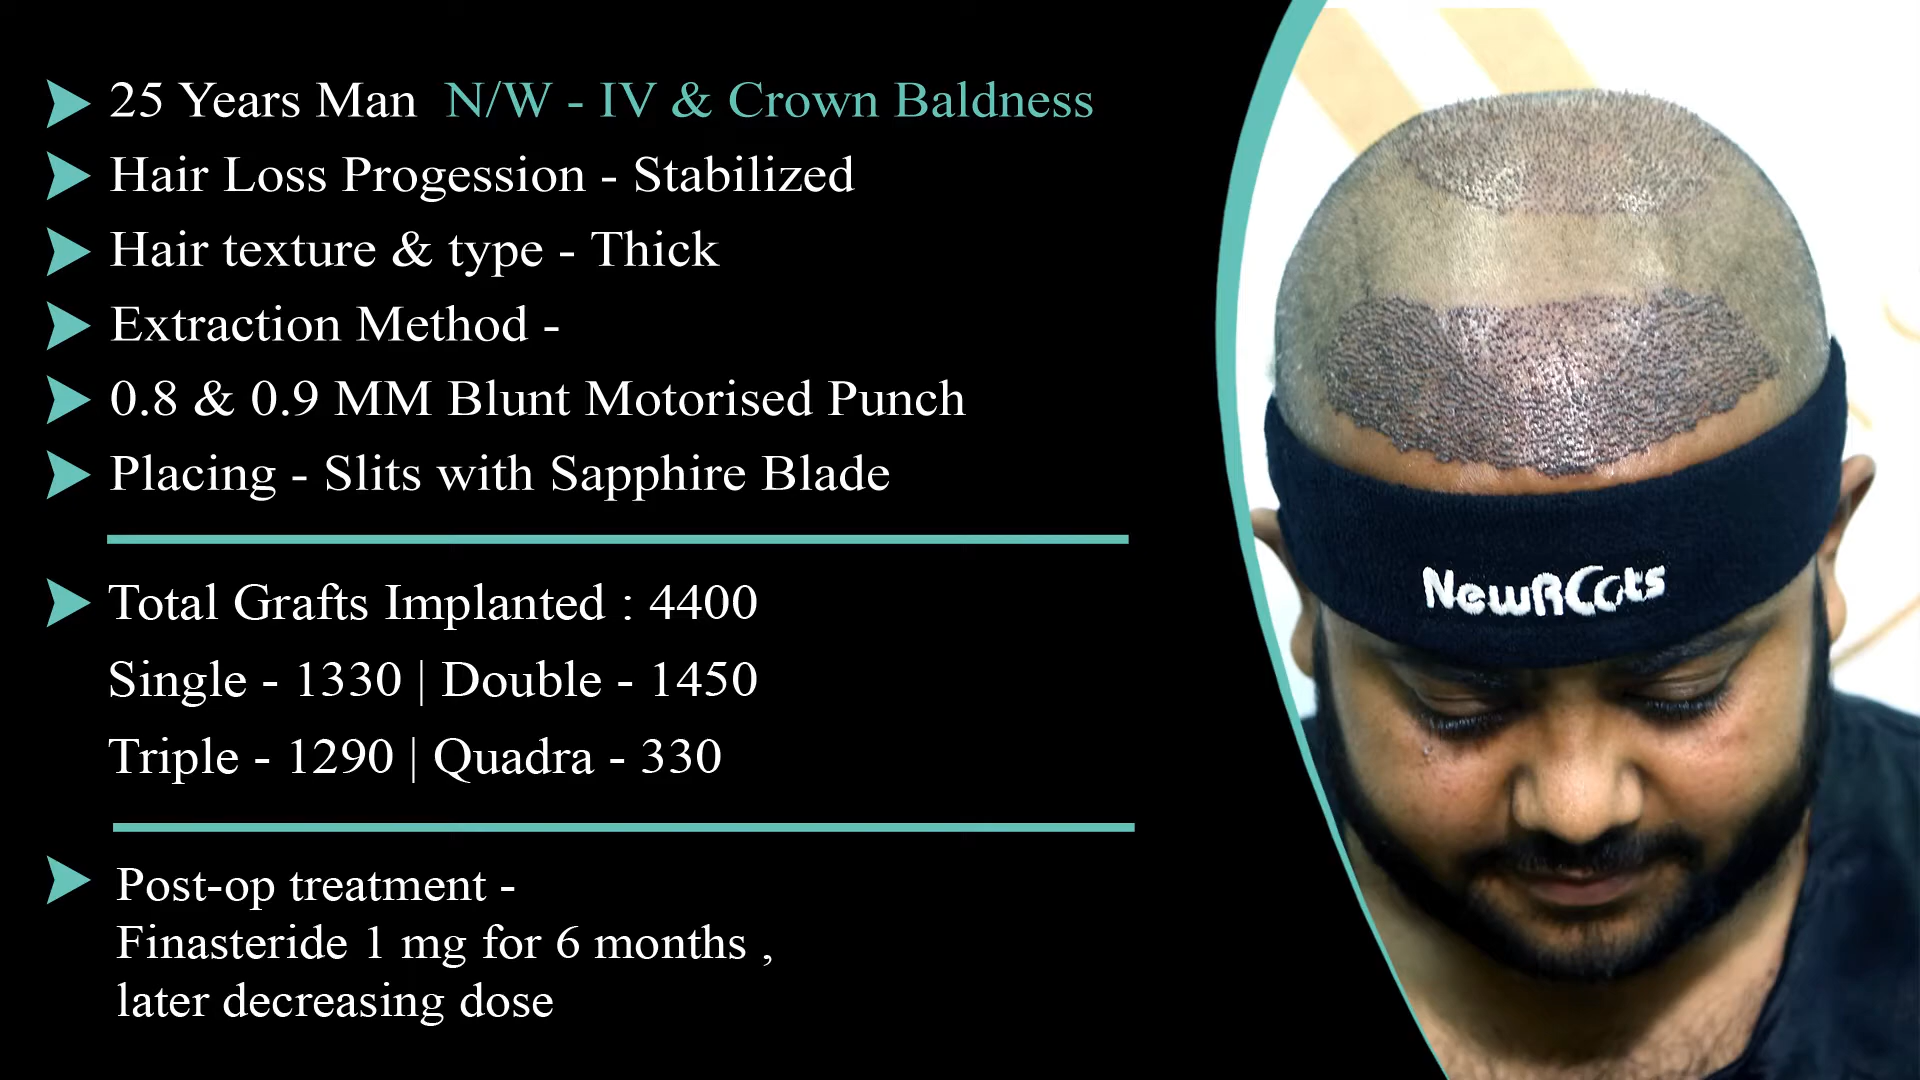 25 Years Man N/W - IV & Crown Baldness
Hair Loss Progession - Stabilized
Hair texture & type - Thick
Extraction Method -
0.8 & 0.9 MM Blunt Motorised Punch
Placing - Slits with Sapphire Blade
Total Grafts Implanted : 4400
Single - 1330 | Double - 1450
Triple - 1290 | Quadra - 330
Post-op treatment -
Finasteride 1 mg for 6 months ,
later decreasing dose
NewRoots